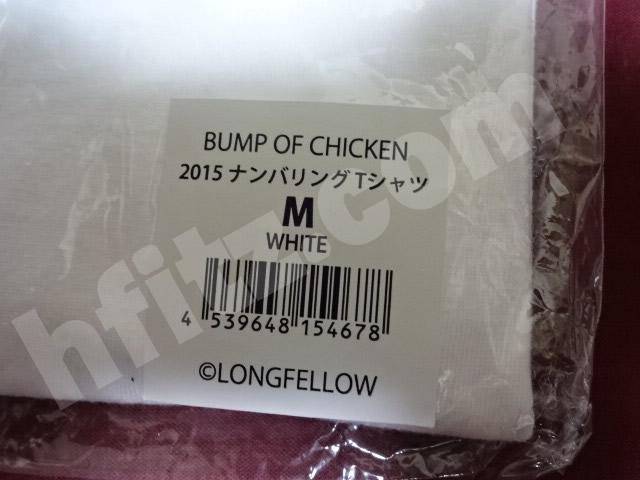 BUMP OF CHICKEN
2015 ナンバリング Tシャツ
M
WHITE
4 539648 154678
©LONGFELLOW
hfitz.com